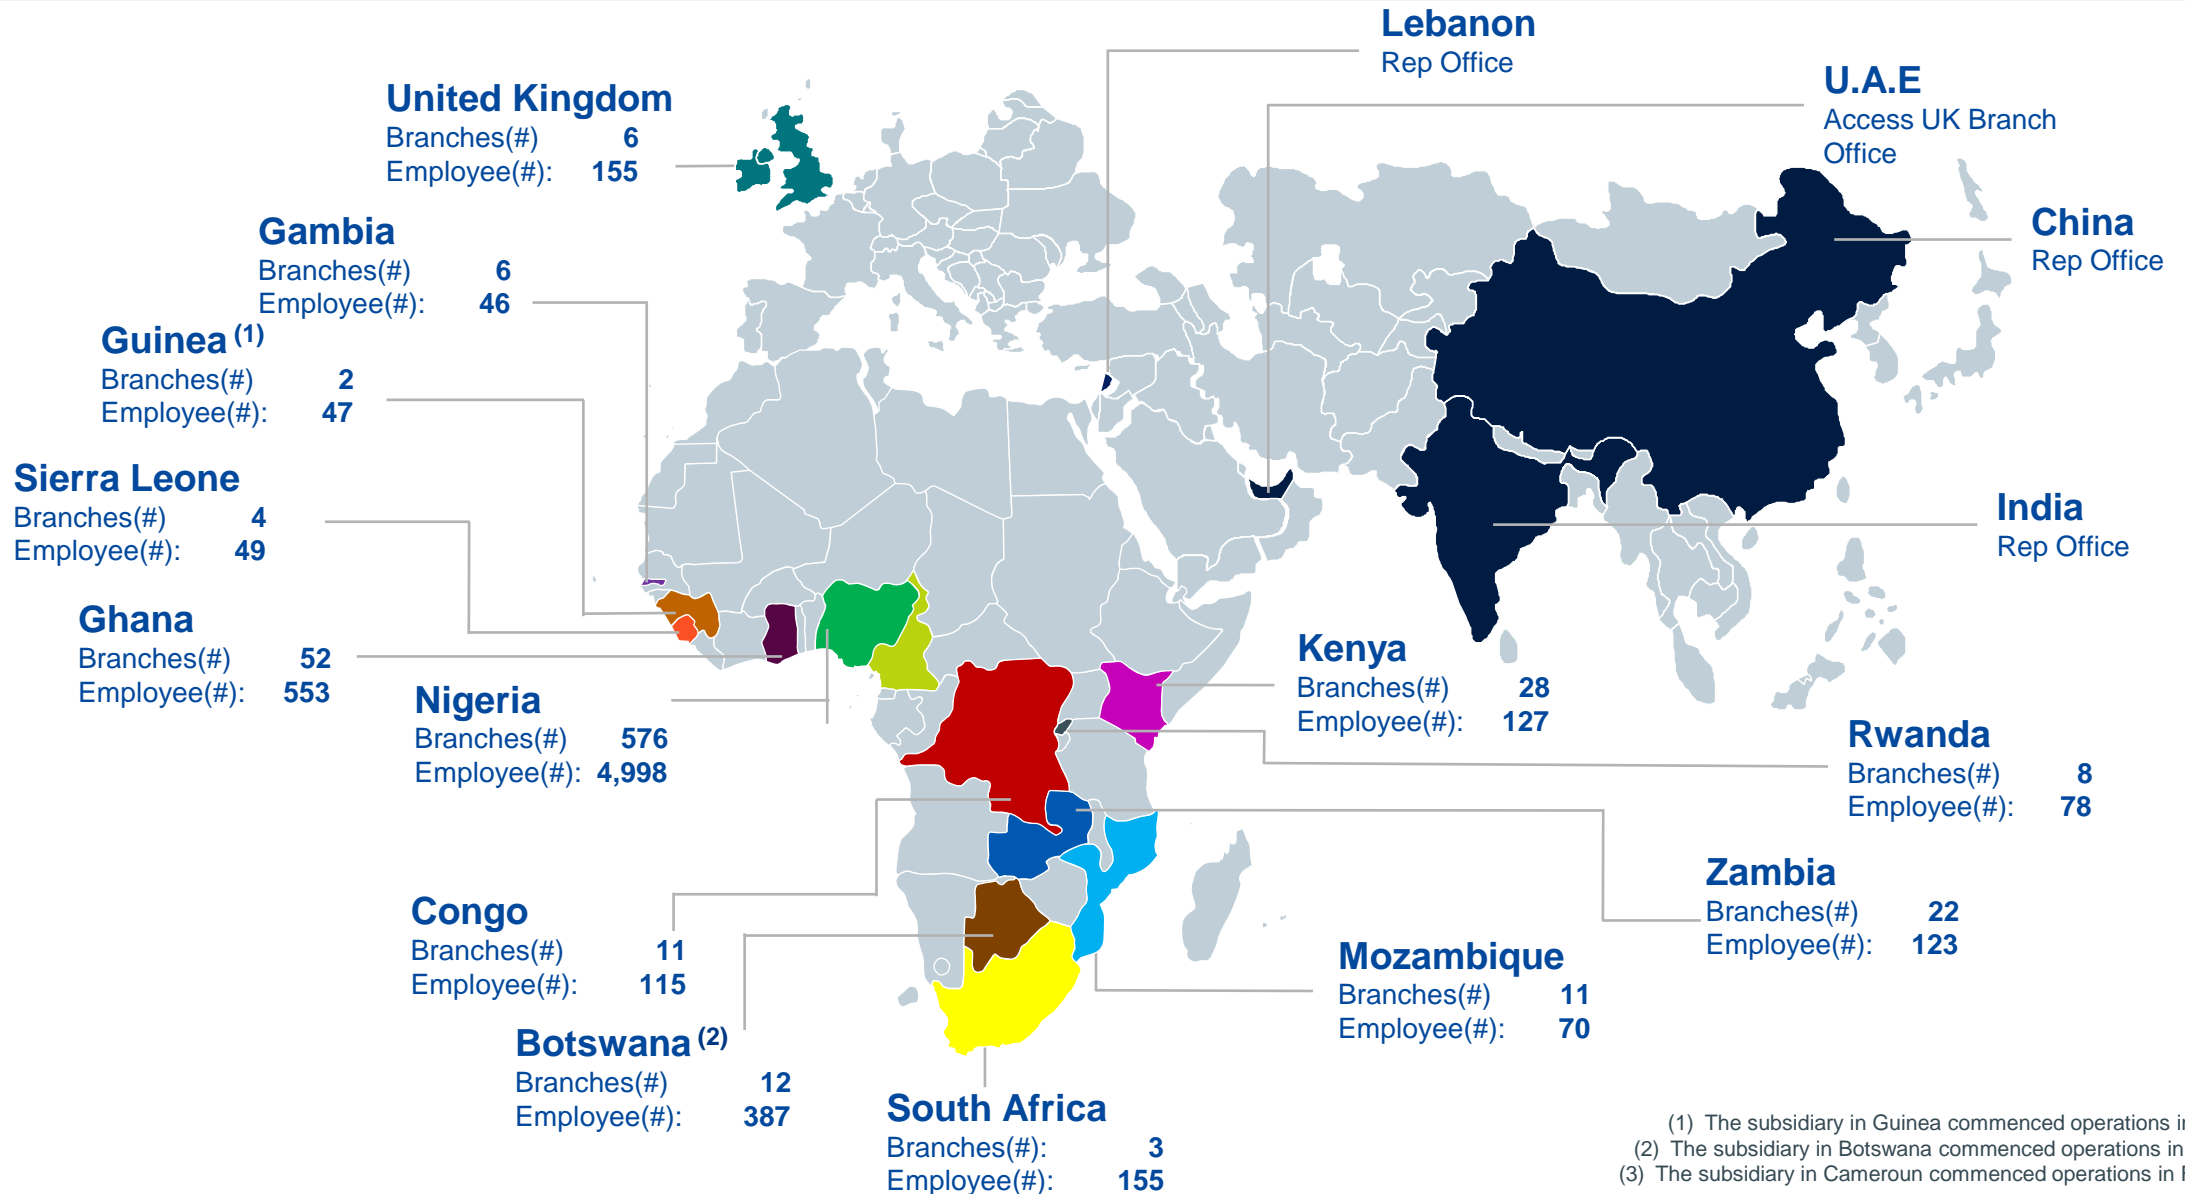 Lebanon
Rep Office
U.A.E
Access UK Branch
Office
United Kingdom
Branches(#) 6
Employee(#): 155
China
Rep Office
Gambia
Branches(#) 6
Employee(#): 46
Guinea (1)
Branches(#) 2
Employee(#): 47
Sierra Leone
Branches(#) 4
Employee(#): 49
India
Rep Office
Ghana
Branches(#) 52
Employee(#): 553
Nigeria
Branches(#) 576
Employee(#): 4,998
Kenya
Branches(#) 28
Employee(#): 127
Rwanda
Branches(#) 8
Employee(#): 78
Zambia
Branches(#) 22
Employee(#): 123
Congo
Branches(#) 11
Employee(#): 115
Mozambique
Branches(#) 11
Employee(#): 70
Botswana (2)
Branches(#) 12
Employee(#): 387
South Africa
Branches(#): 3
Employee(#): 155
(1) The subsidiary in Guinea commenced operations
(2) The subsidiary in Botswana commenced operations in
(3) The subsidiary in Cameroun commenced operations in